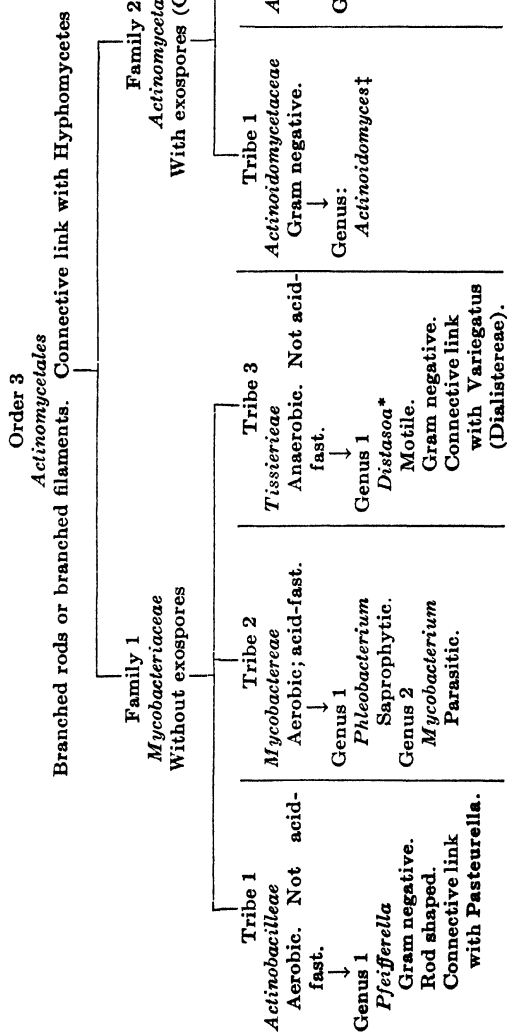 Order 3
Actinomycetales
Branched rods or branched filaments. Connective link with Hyphomycetes
Family 1
Mycobacteriaceae
Without exospores
Family 2
Actinomyceta
With exospores (
Tribe 1
Actinobacilleae
Aerobic. Not acid-
fast.
↓
Genus 1
Pfeifferella
Gram negative.
Rod shaped.
Connective link
with Pasteurella.
Tribe 2
Mycobactereae
Aerobic; acid-fast.
↓
Genus 1
Phleobacterium
Saprophytic.
Genus 2
Mycobacterium
Parasitic.
Tribe 3
Tissierieae
Anaerobic. Not acid-
fast.
↓
Genus 1
Distasoa*
Motile.
Gram negative.
Connective link
with Variegatus
(Dialistereae).
Tribe 1
Actinoidomycetaceae
Gram negative.
↓
Genus:
Actinoidomyces‡
A
G